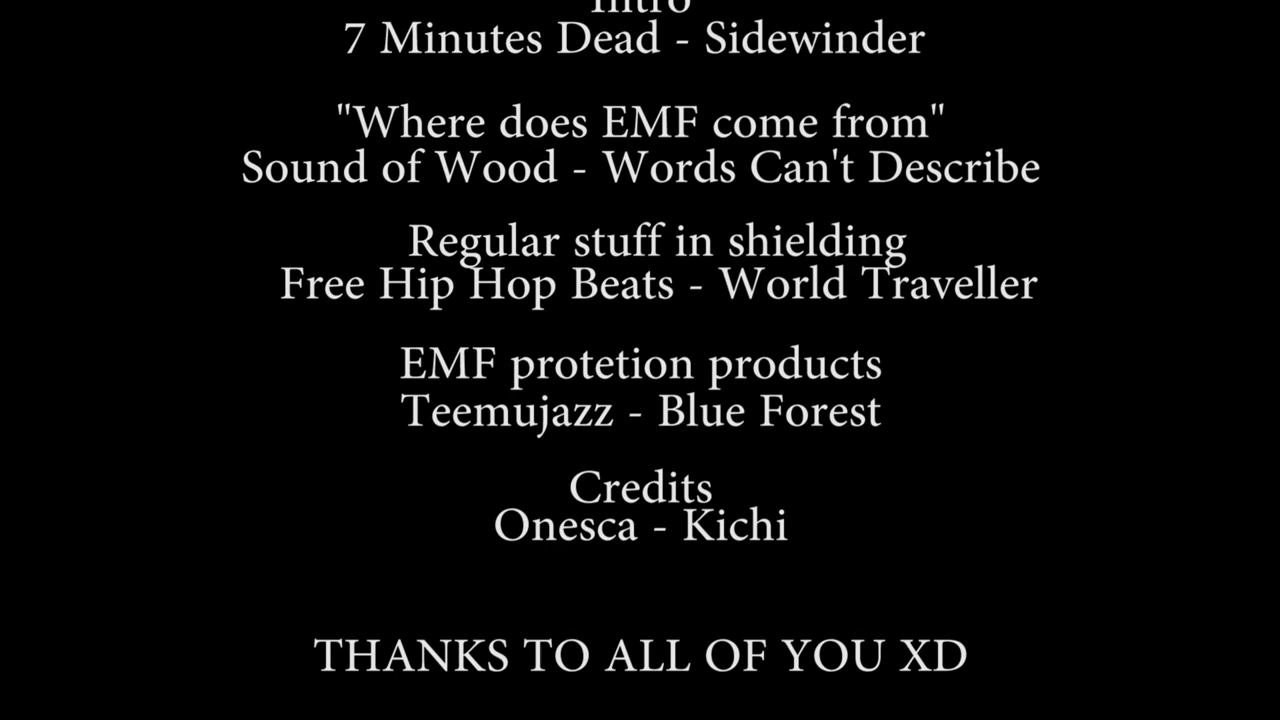 Intro
7 Minutes Dead - Sidewinder
"Where does EMF come from"
Sound of Wood - Words Can't Describe
Regular stuff in shielding
Free Hip Hop Beats - World Traveller
EMF protetion products
Teemujazz - Blue Forest
Credits
Onesca - Kichi
THANKS TO ALL OF YOU XD